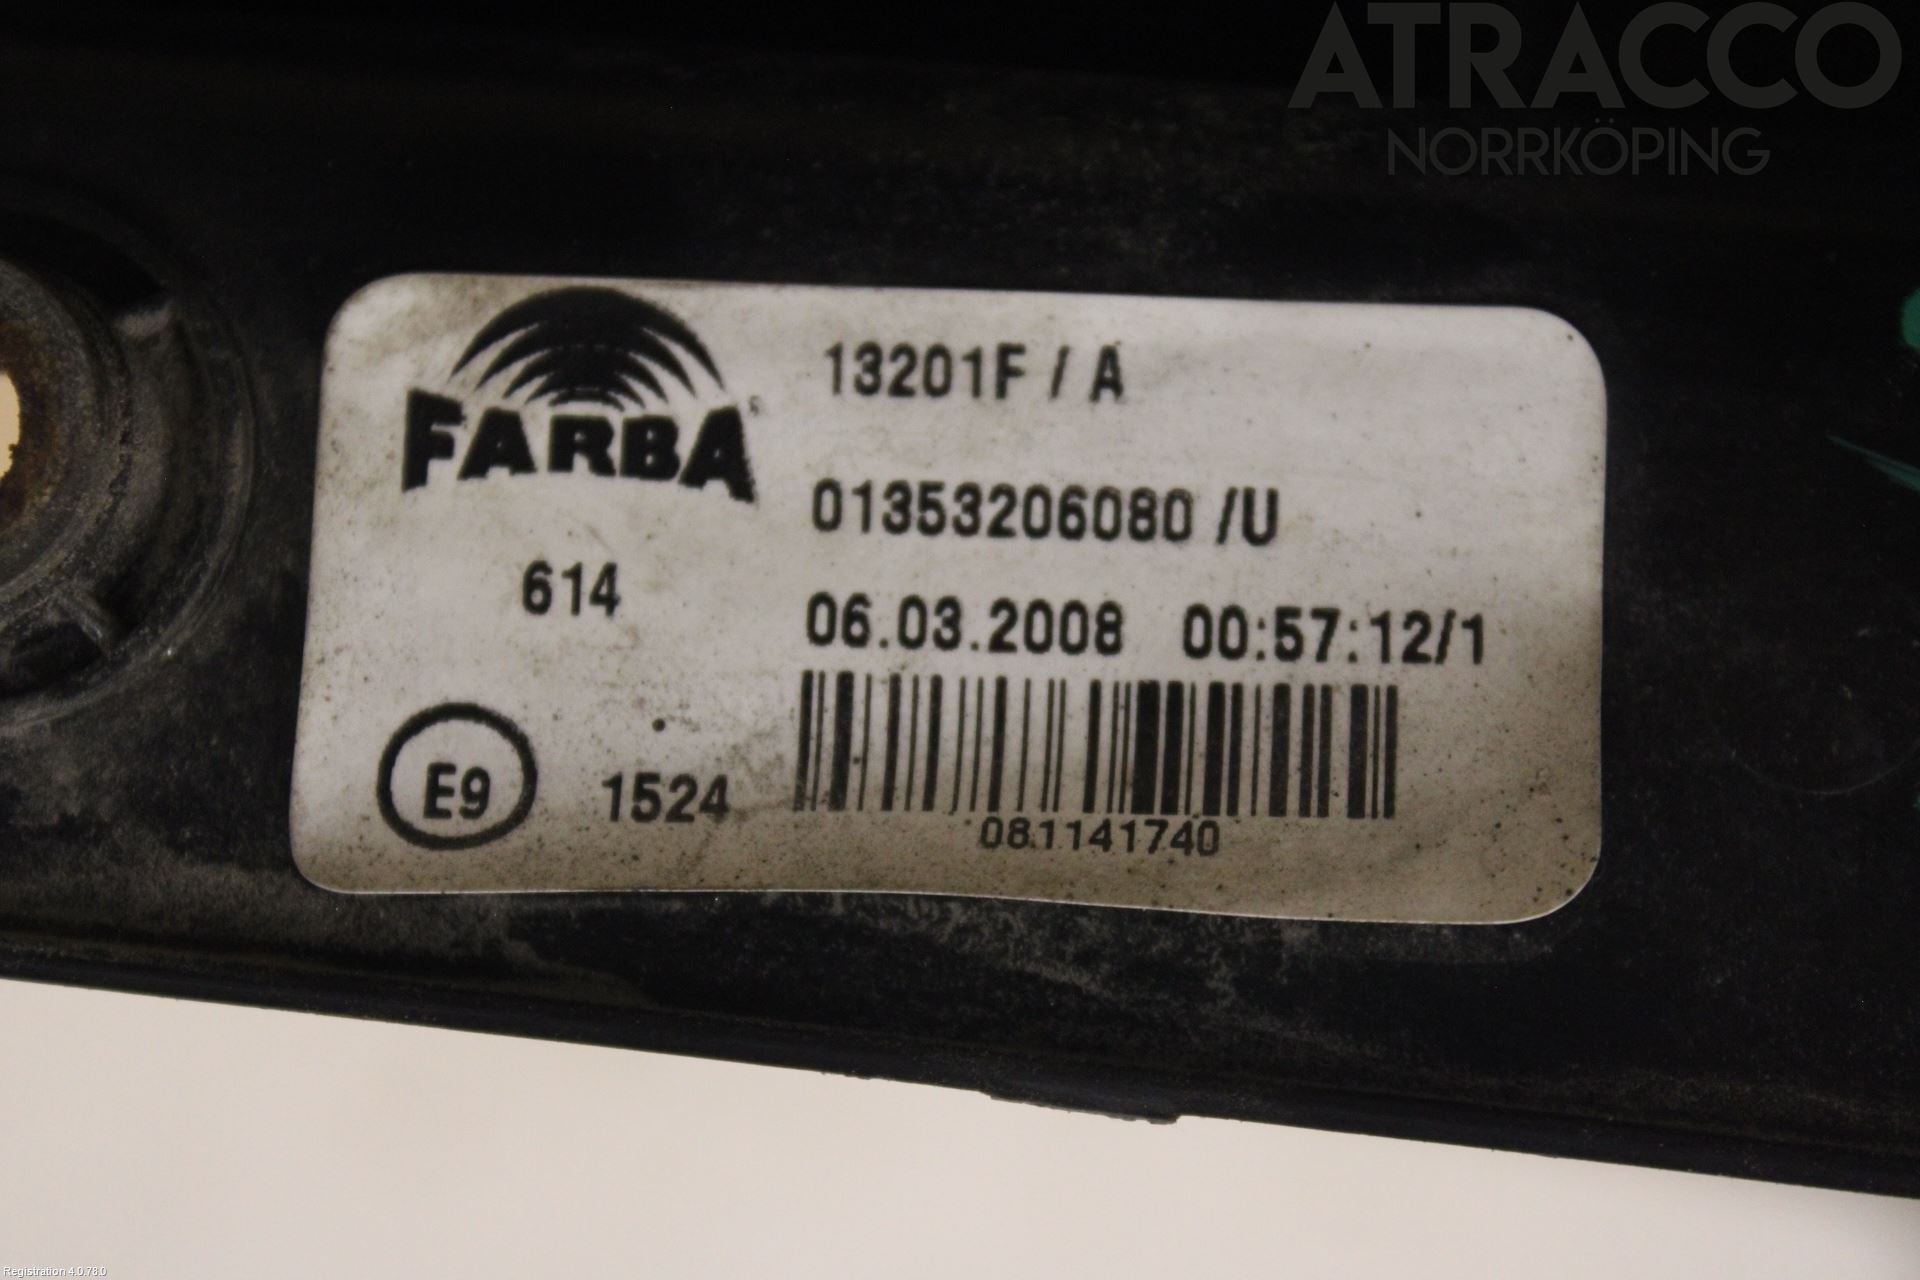 ATRACCO
NORRKÖPING
FARBA
13201F / A
01353206080 /U
614
06.03.2008 00:57:12/1
E9
1524
081141740
Registration 4.0.78.0